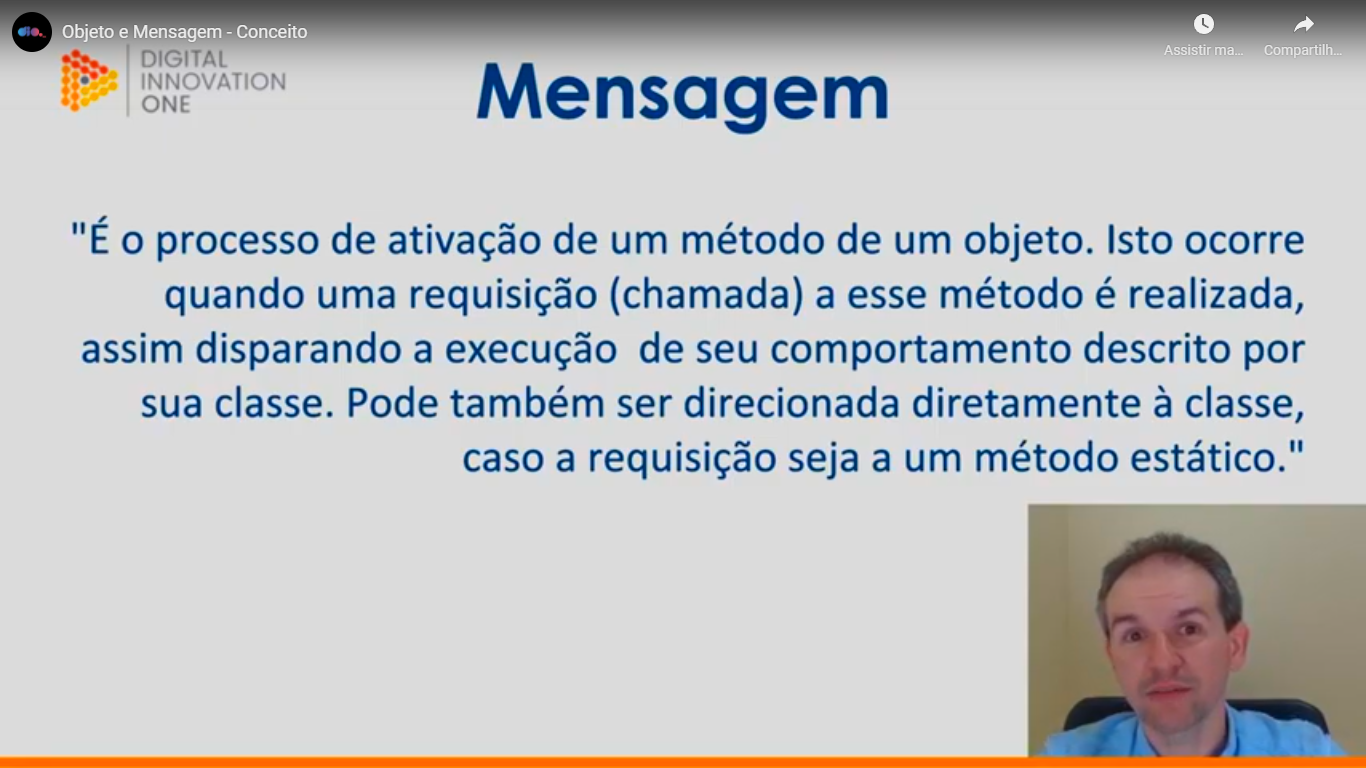 Objeto e Mensagem - Conceito
Assistir ma...
Compartilh...
DIGITAL
INNOVATION
ONE
Mensagem
"É o processo de ativação de um método de um objeto. Isto ocorre
quando uma requisição (chamada) a esse método é realizada,
assim disparando a execução  de seu comportamento descrito por
sua classe. Pode também ser direcionada diretamente à classe,
caso a requisição seja a um método estático."